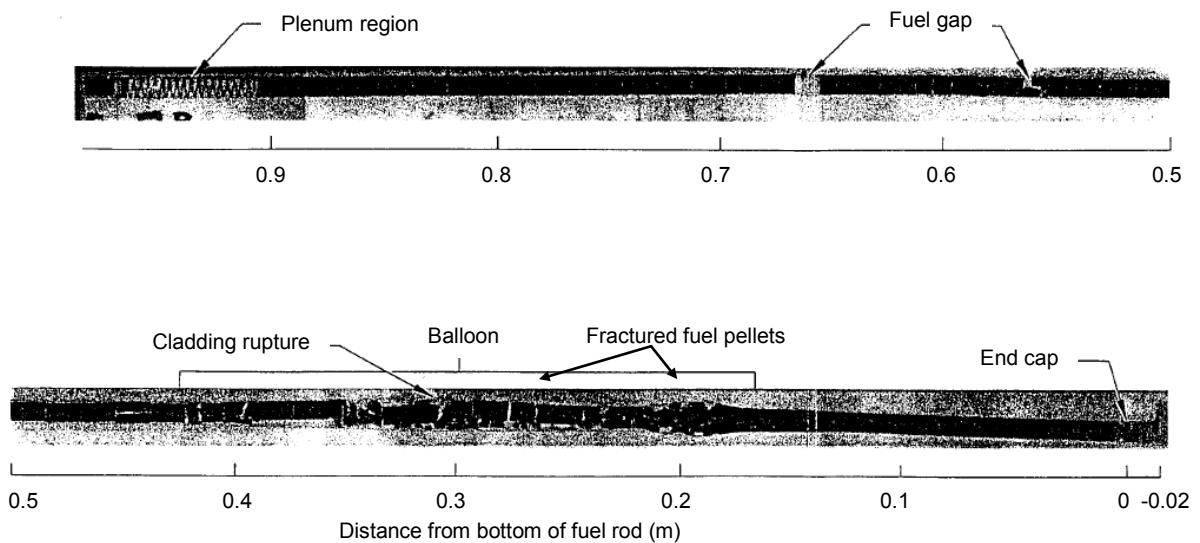 Plenum region
Fuel gap
0.9 0.8 0.7 0.6 0.5
Cladding rupture
Balloon
Fractured fuel pellets
End cap
0.5 0.4 0.3 0.2 0.1 0 -0.02
Distance from bottom of fuel rod (m)